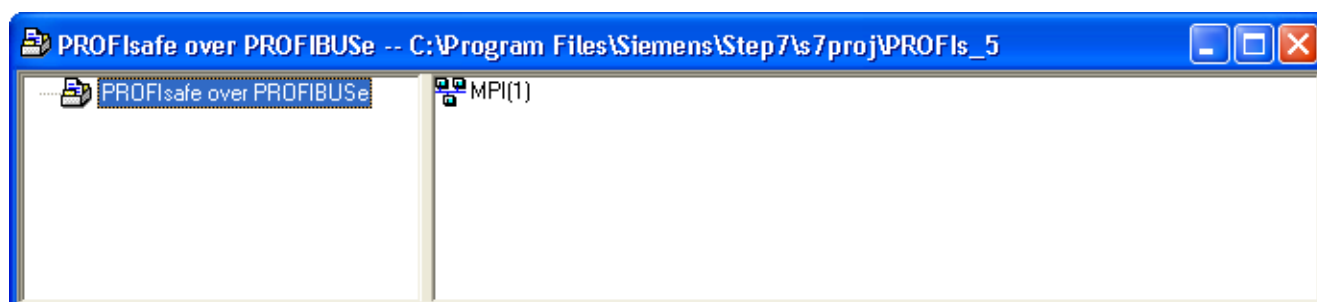 PROFIsafe over PROFIBUSe -- C:\Program Files\Siemens\Step7\s7proj\PROFIs_5
PROFIsafe over PROFIBUSe
MPI(1)